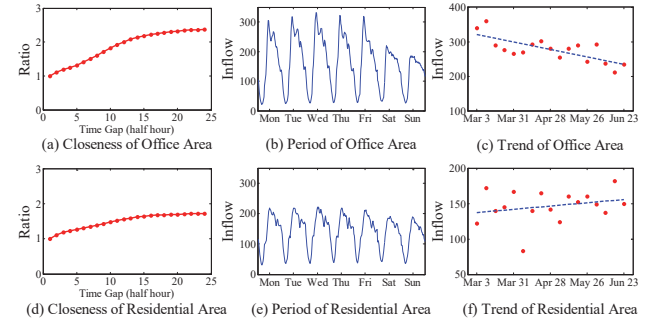 3
2
1
0
Ratio
0 5 10 15 20 25
Time Gap (half hour)
(a) Closeness of Office Area
300
200
100
0
Inflow
Mon Tue Wed Thu Fri Sat Sun
(b) Period of Office Area
400
300
200
100
Inflow
Mar 3 Mar 31 Apr 28 May 26 Jun 23
(c) Trend of Office Area
3
2
1
0
Ratio
0 5 10 15 20 25
Time Gap (half hour)
(d) Closeness of Residential Area
300
200
100
0
Inflow
Mon Tue Wed Thu Fri Sat Sun
(e) Period of Residential Area
200
150
100
50
Inflow
Mar 3 Mar 31 Apr 28 May 26 Jun 23
(f) Trend of Residential Area